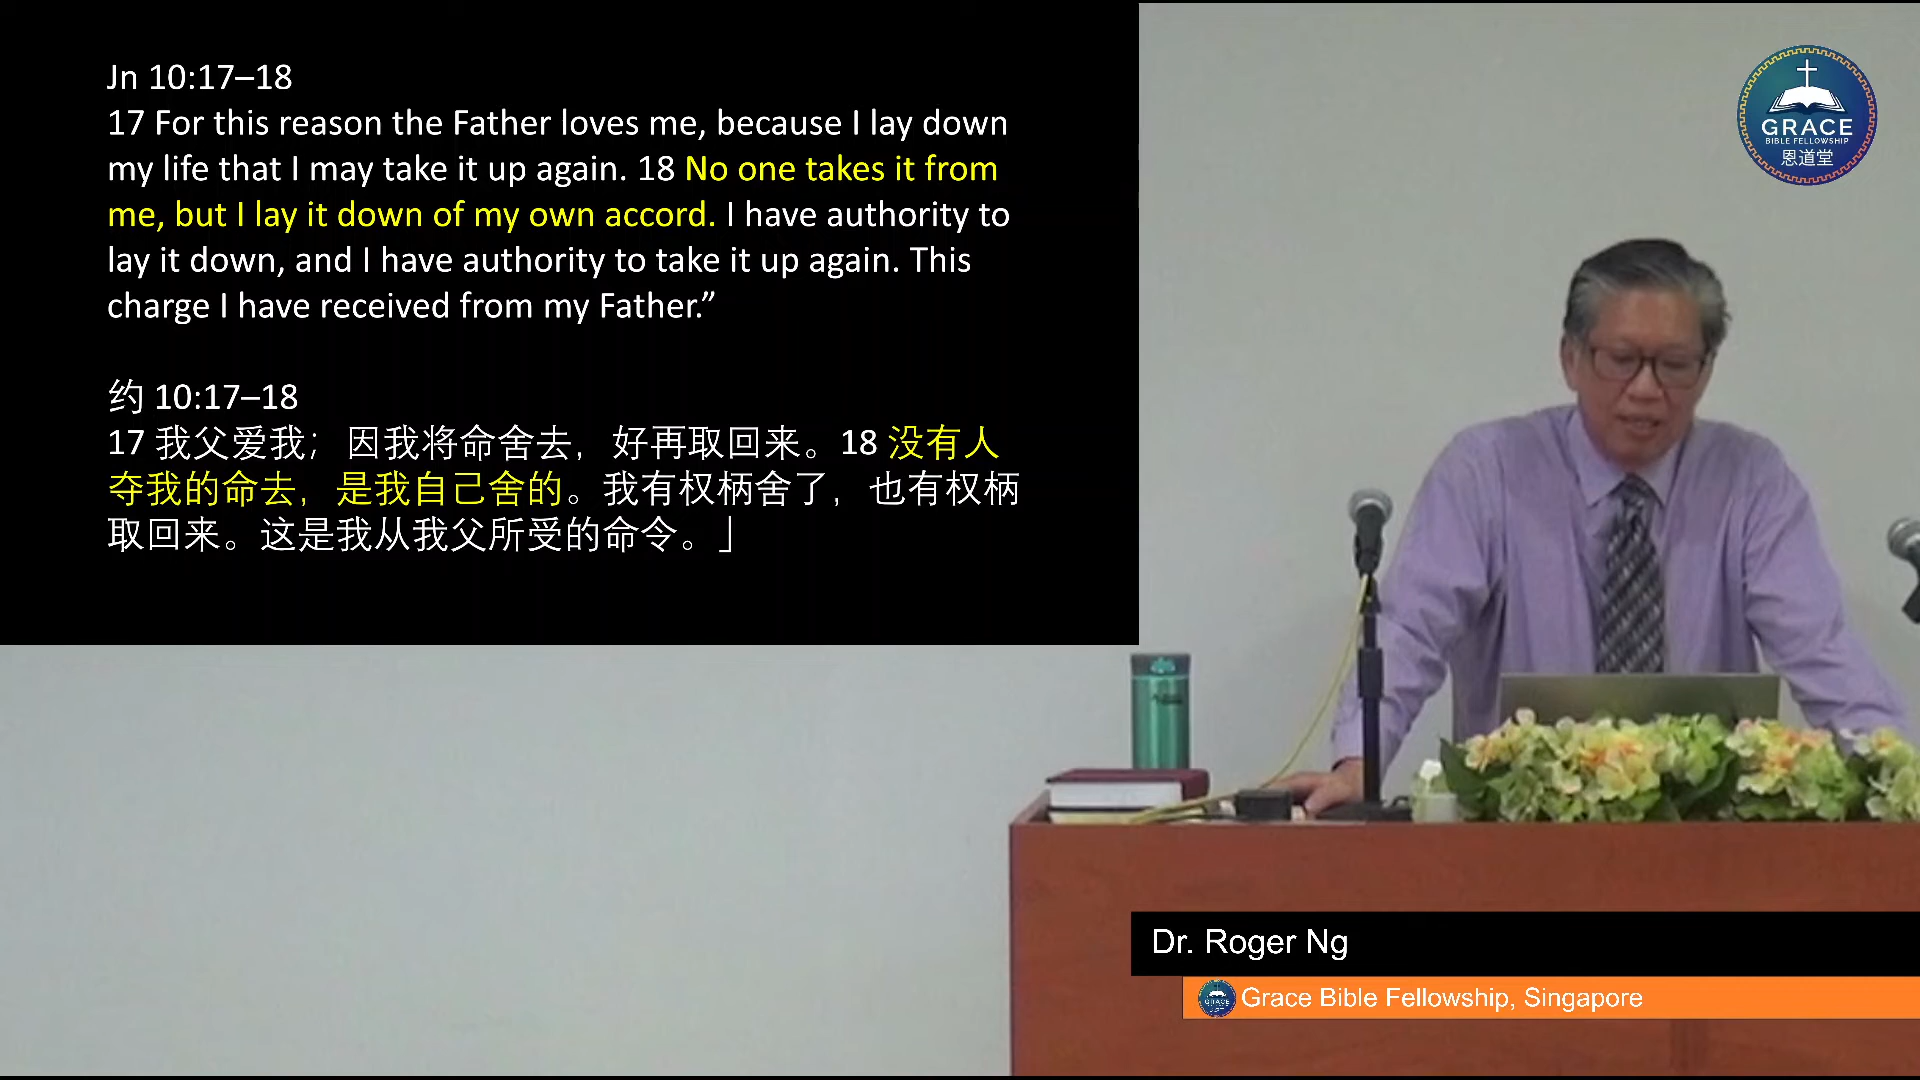 Jn 10:17–18
17 For this reason the Father loves me, because I lay down
my life that I may take it up again. 18 No one takes it from
me, but I lay it down of my own accord. I have authority to
lay it down, and I have authority to take it up again. This
charge I have received from my Father.”
约 10:17–18
17 我父爱我；因我将命舍去，好再取回来。18 没有人
夺我的命去，是我自己舍的。我有权柄舍了，也有权柄
取回来。这是我从我父所受的命令。」
GRACE
BIBLE FELLOWSHIP
恩道堂
Dr. Roger Ng
GRACE
Grace Bible Fellowship, Singapore